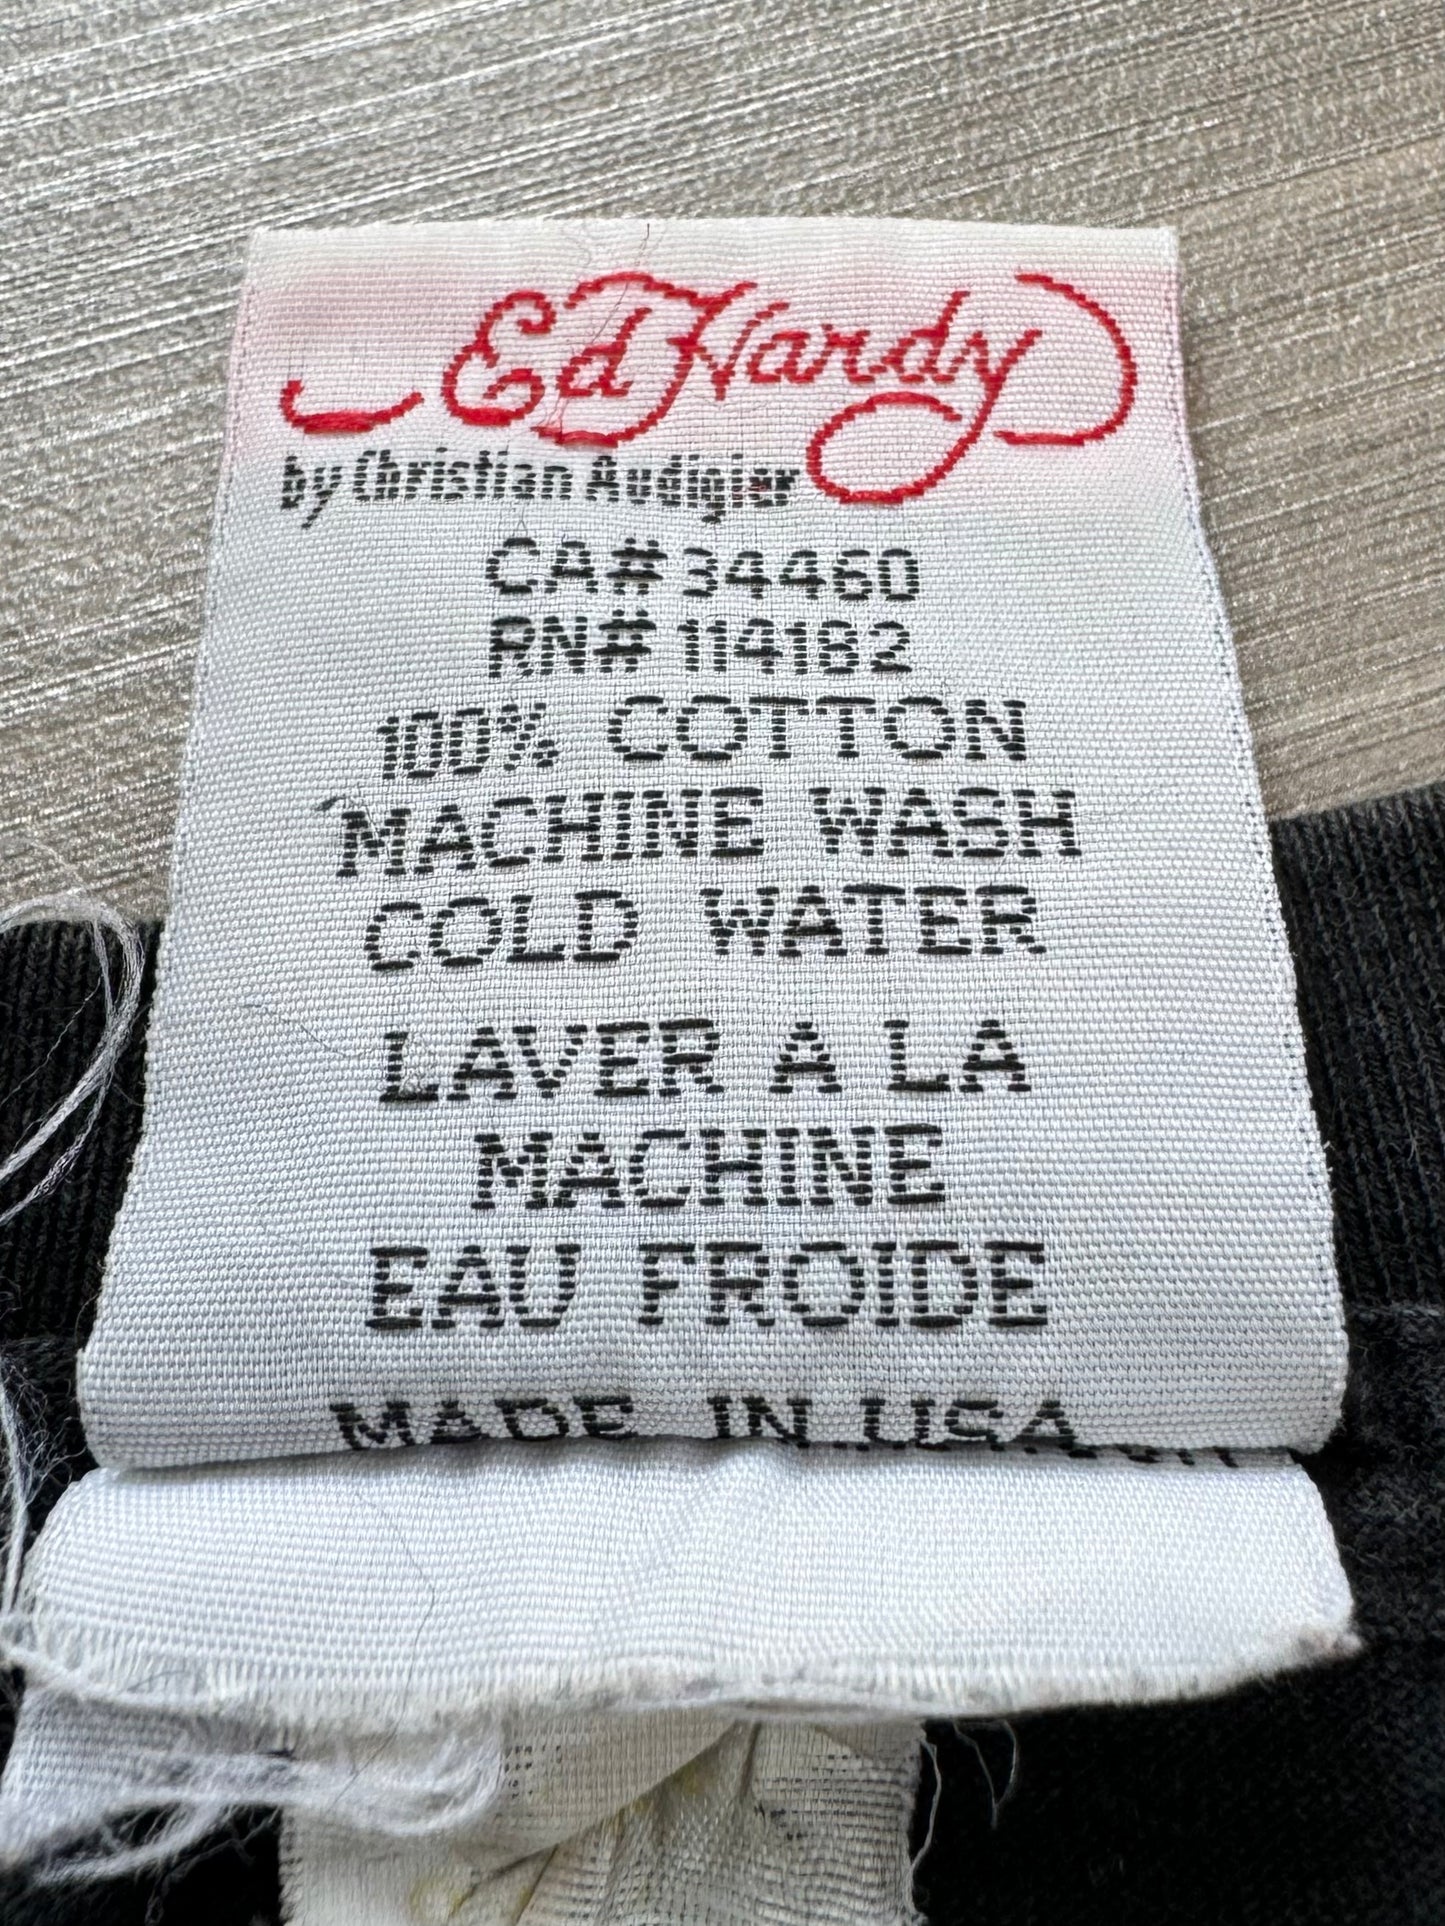 Ed Hardy
by Christian Audigier
CA#34460
RN# 114182
100% COTTON
MACHINE WASH
COLD WATER
LAVER A LA
MACHINE
EAU FROIDE
MADE IN USA